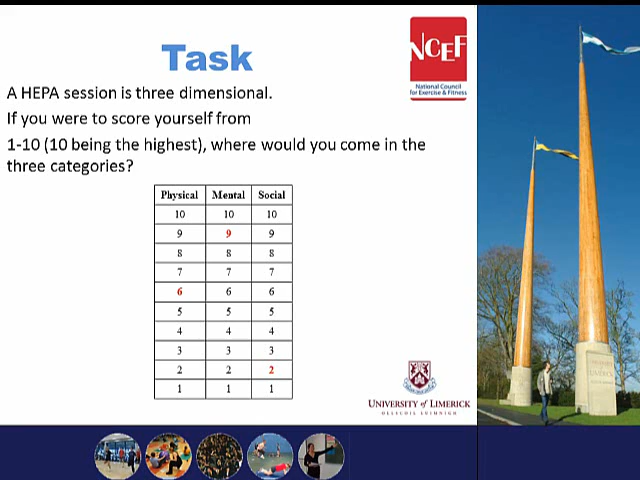 Task
NCEF
National Council
for Exercise & Fitness
A HEPA session is three dimensional.
If you were to score yourself from
1-10 (10 being the highest), where would you come in the
three categories?
Physical Mental Social
10 10 10
9 9 9
8 8 8
7 7 7
6 6 6
5 5 5
4 4 4
3 3 3
2 2 2
1 1 1
UNIVERSITY of LIMERICK
OLLSCOIL LUIMNIGH